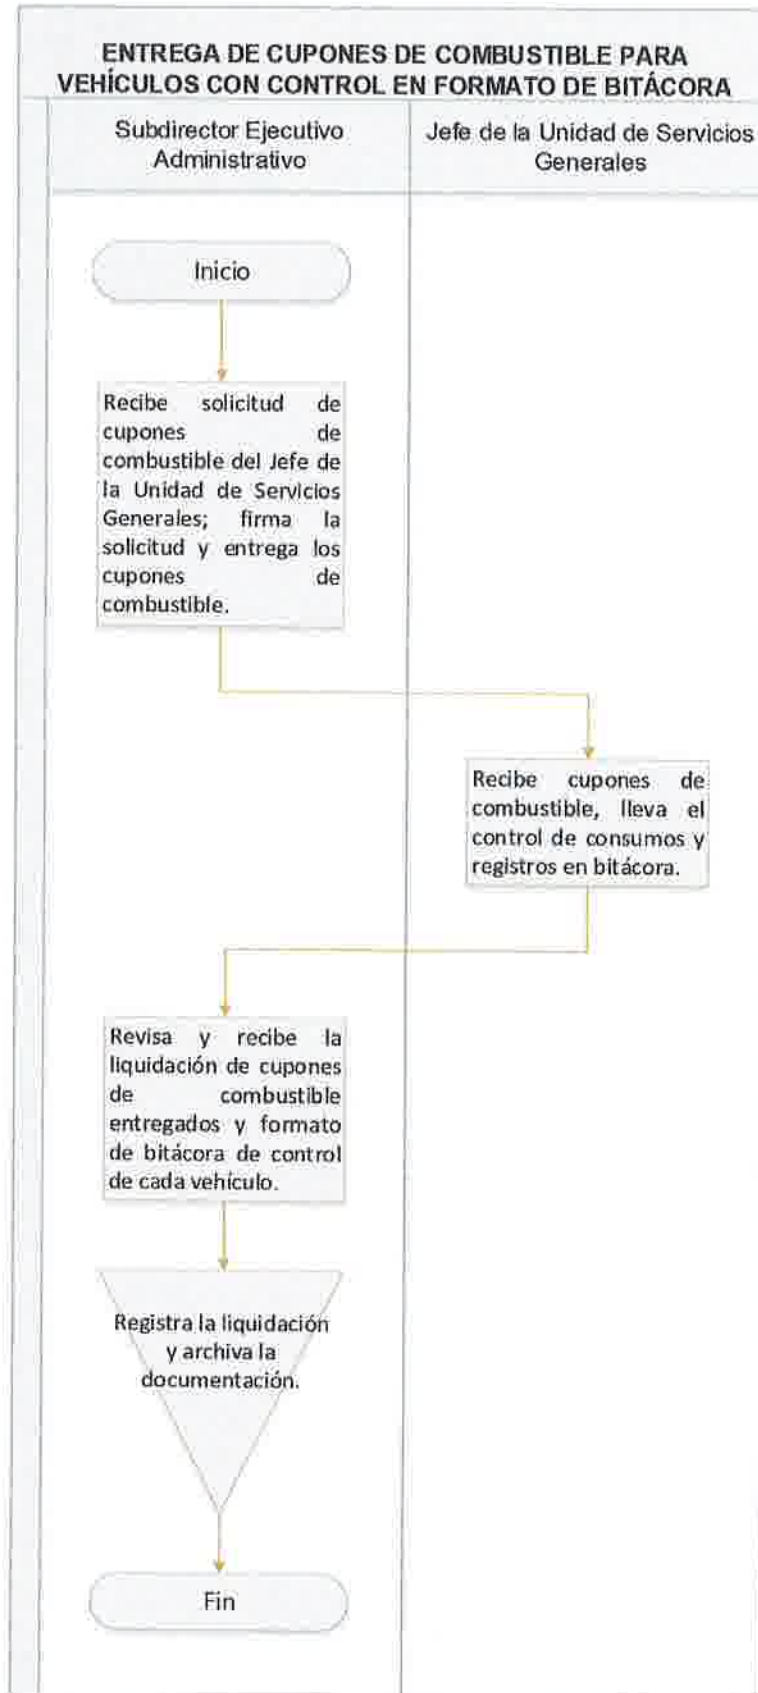 ENTREGA DE CUPONES DE COMBUSTIBLE PARA
VEHÍCULOS CON CONTROL EN FORMATO DE BITÁCORA
Subdirector Ejecutivo
Administrativo
Jefe de la Unidad de Servicios
Generales
Inicio
Recibe solicitud de
cupones de
combustible del Jefe de
la Unidad de Servicios
Generales; firma la
solicitud y entrega los
cupones de
combustible.
Recibe cupones de
combustible, lleva el
control de consumos y
registros en bitácora.
Revisa y recibe la
liquidación de cupones
de combustible
entregados y formato
de bitácora de control
de cada vehículo.
Registra la liquidación
y archiva la
documentación.
Fin